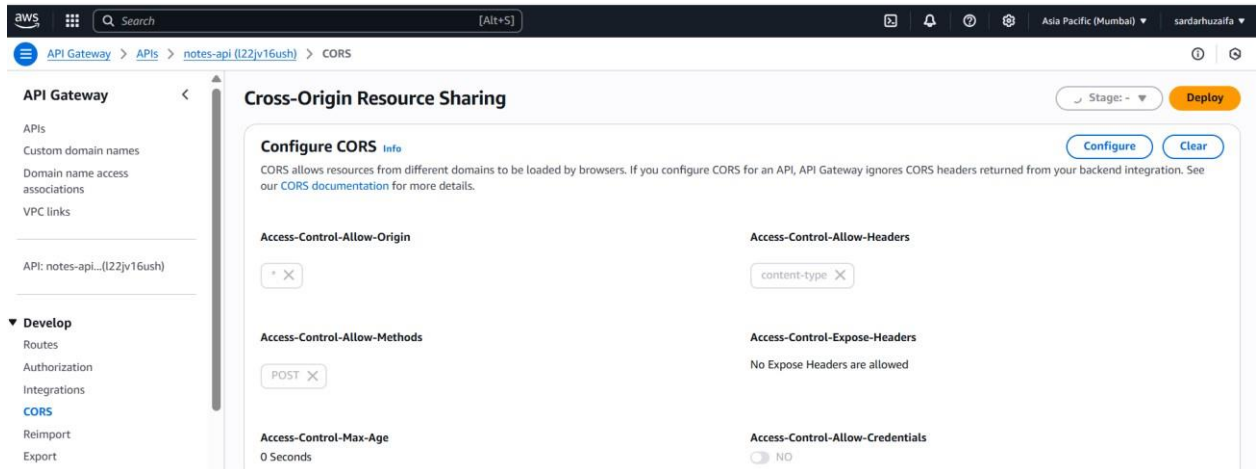 aws
Search [Alt+S] Asia Pacific (Mumbai) ▼ sardarhuzaifa ▼
API Gateway > APIs > notes-api (l22jv16ush) > CORS
API Gateway
APIs
Custom domain names
Domain name access
associations
VPC links
API: notes-api...(l22jv16ush)
▼ Develop
Routes
Authorization
Integrations
CORS
Reimport
Export
Cross-Origin Resource Sharing
Stage: - ▼ Deploy
Configure CORS Info
Configure Clear
CORS allows resources from different domains to be loaded by browsers. If you configure CORS for an API, API Gateway ignores CORS headers returned from your backend integration. See
our CORS documentation for more details.
Access-Control-Allow-Origin
*
Access-Control-Allow-Headers
content-type
Access-Control-Allow-Methods
POST
Access-Control-Expose-Headers
No Expose Headers are allowed
Access-Control-Max-Age
0 Seconds
Access-Control-Allow-Credentials
NO